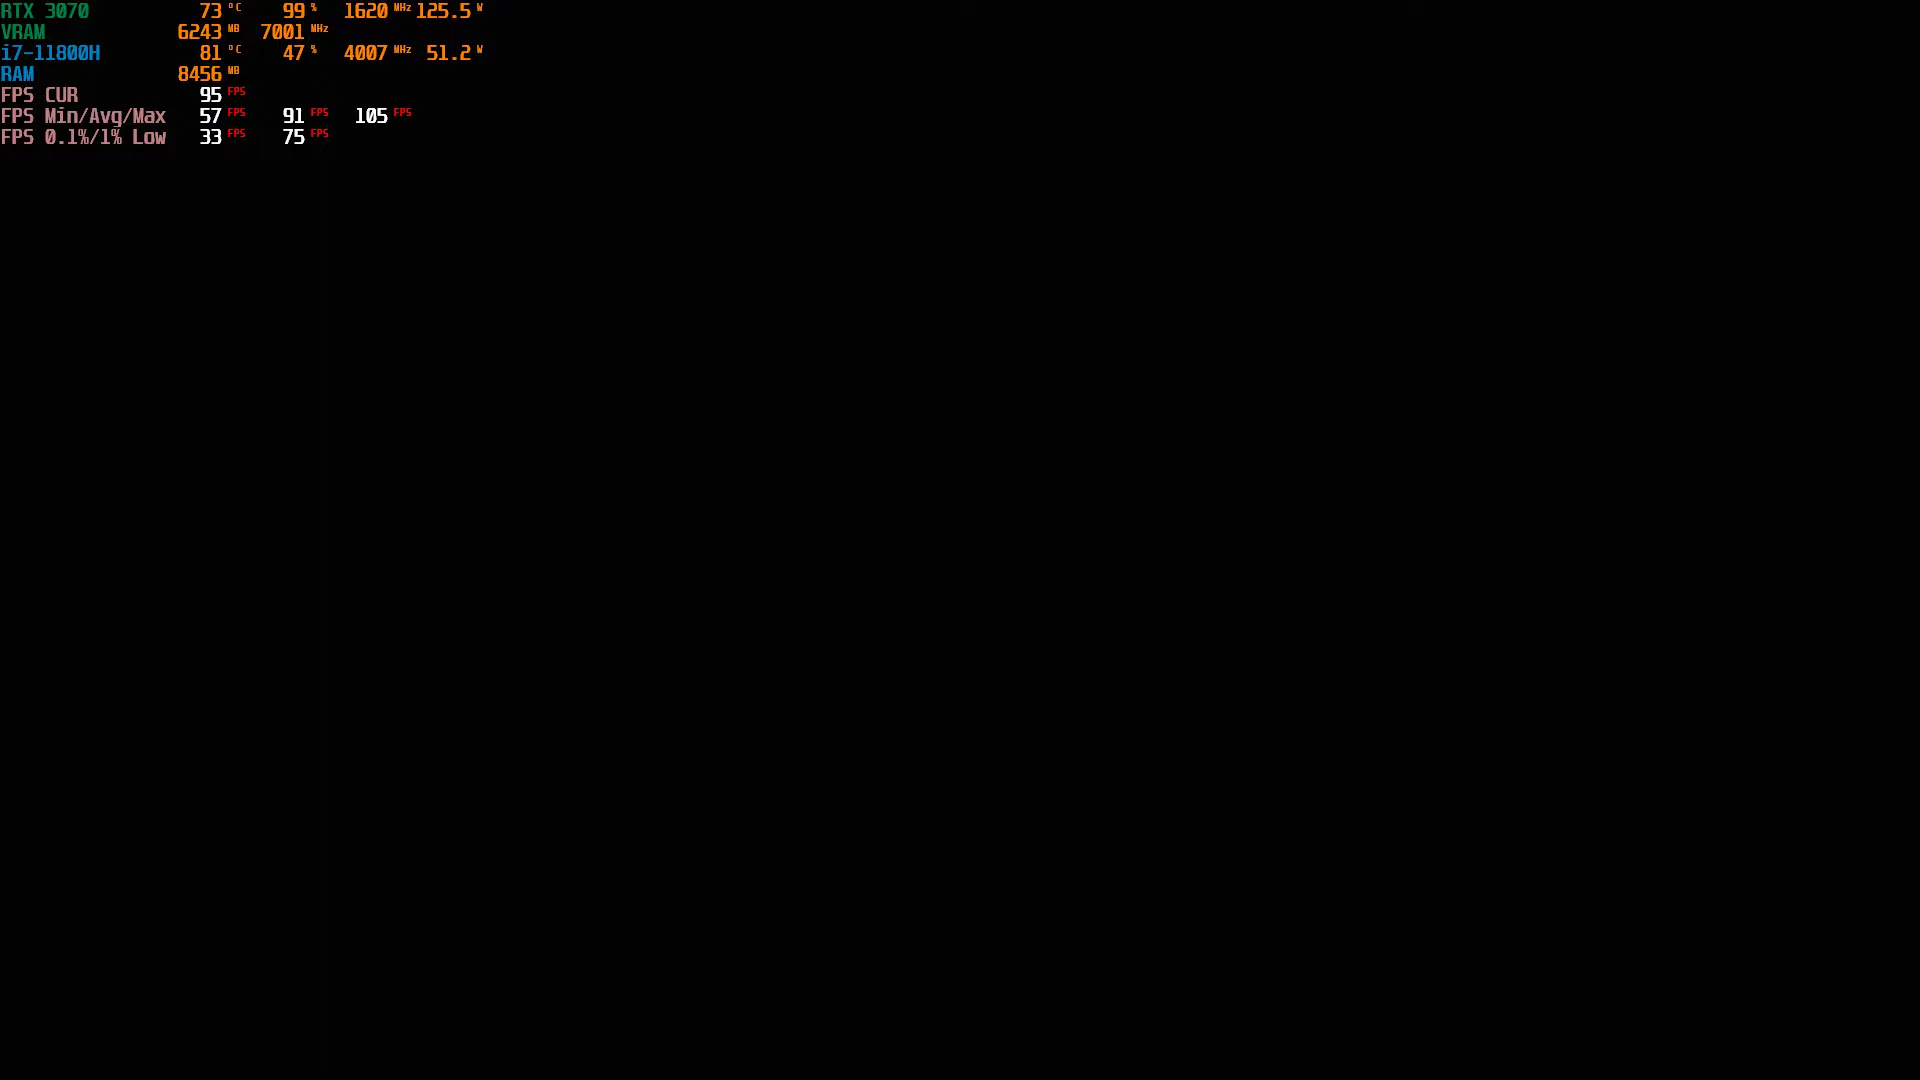 RTX 3070 73 °C 99 % 1620 MHz 125.5 W
VRAM 6243 MB 7001 MHz
i7-11800H 81 °C 47 % 4007 MHz 51.2 W
RAM 8456 MB
FPS CUR 95 FPS
FPS Min/Avg/Max 57 FPS 91 FPS 105 FPS
FPS 0.1%/1% Low 33 FPS 75 FPS